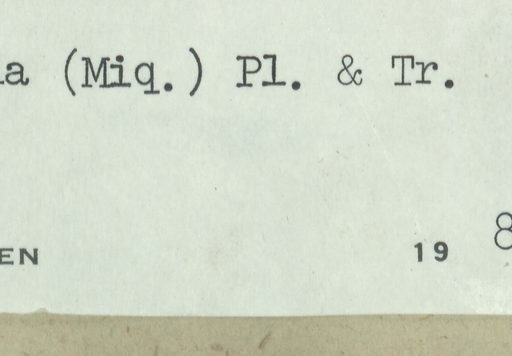 a (Miq.) Pl. & Tr.
EN 19 8